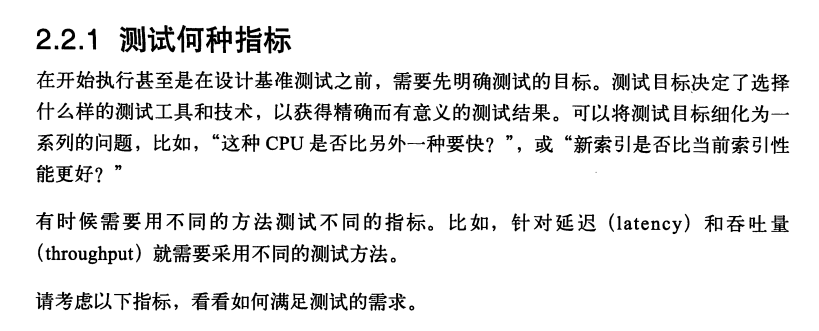 2.2.1 测试何种指标
在开始执行甚至是在设计基准测试之前，需要先明确测试的目标。测试目标决定了选择
什么样的测试工具和技术，以获得精确而有意义的测试结果。可以将测试目标细化为一
系列的问题，比如，“这种 CPU 是否比另外一种要快？”，或“新索引是否比当前索引性
能更好？”
有时候需要用不同的方法测试不同的指标。比如，针对延迟（latency）和吞吐量
（throughput）就需要采用不同的测试方法。
请考虑以下指标，看看如何满足测试的需求。